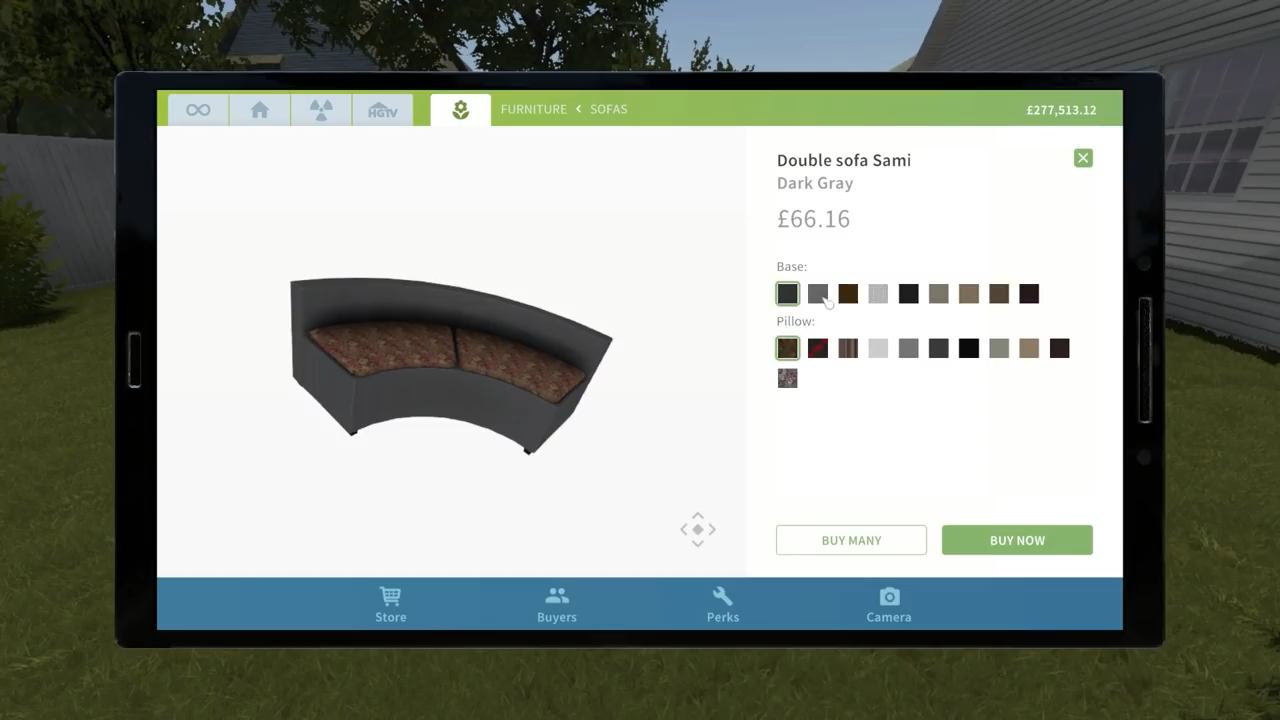 HGTV
FURNITURE < SOFAS
£277,513.12
Double sofa Sami
Dark Gray
£66.16
Base:
Pillow:
BUY MANY
BUY NOW
Store
Buyers
Perks
Camera